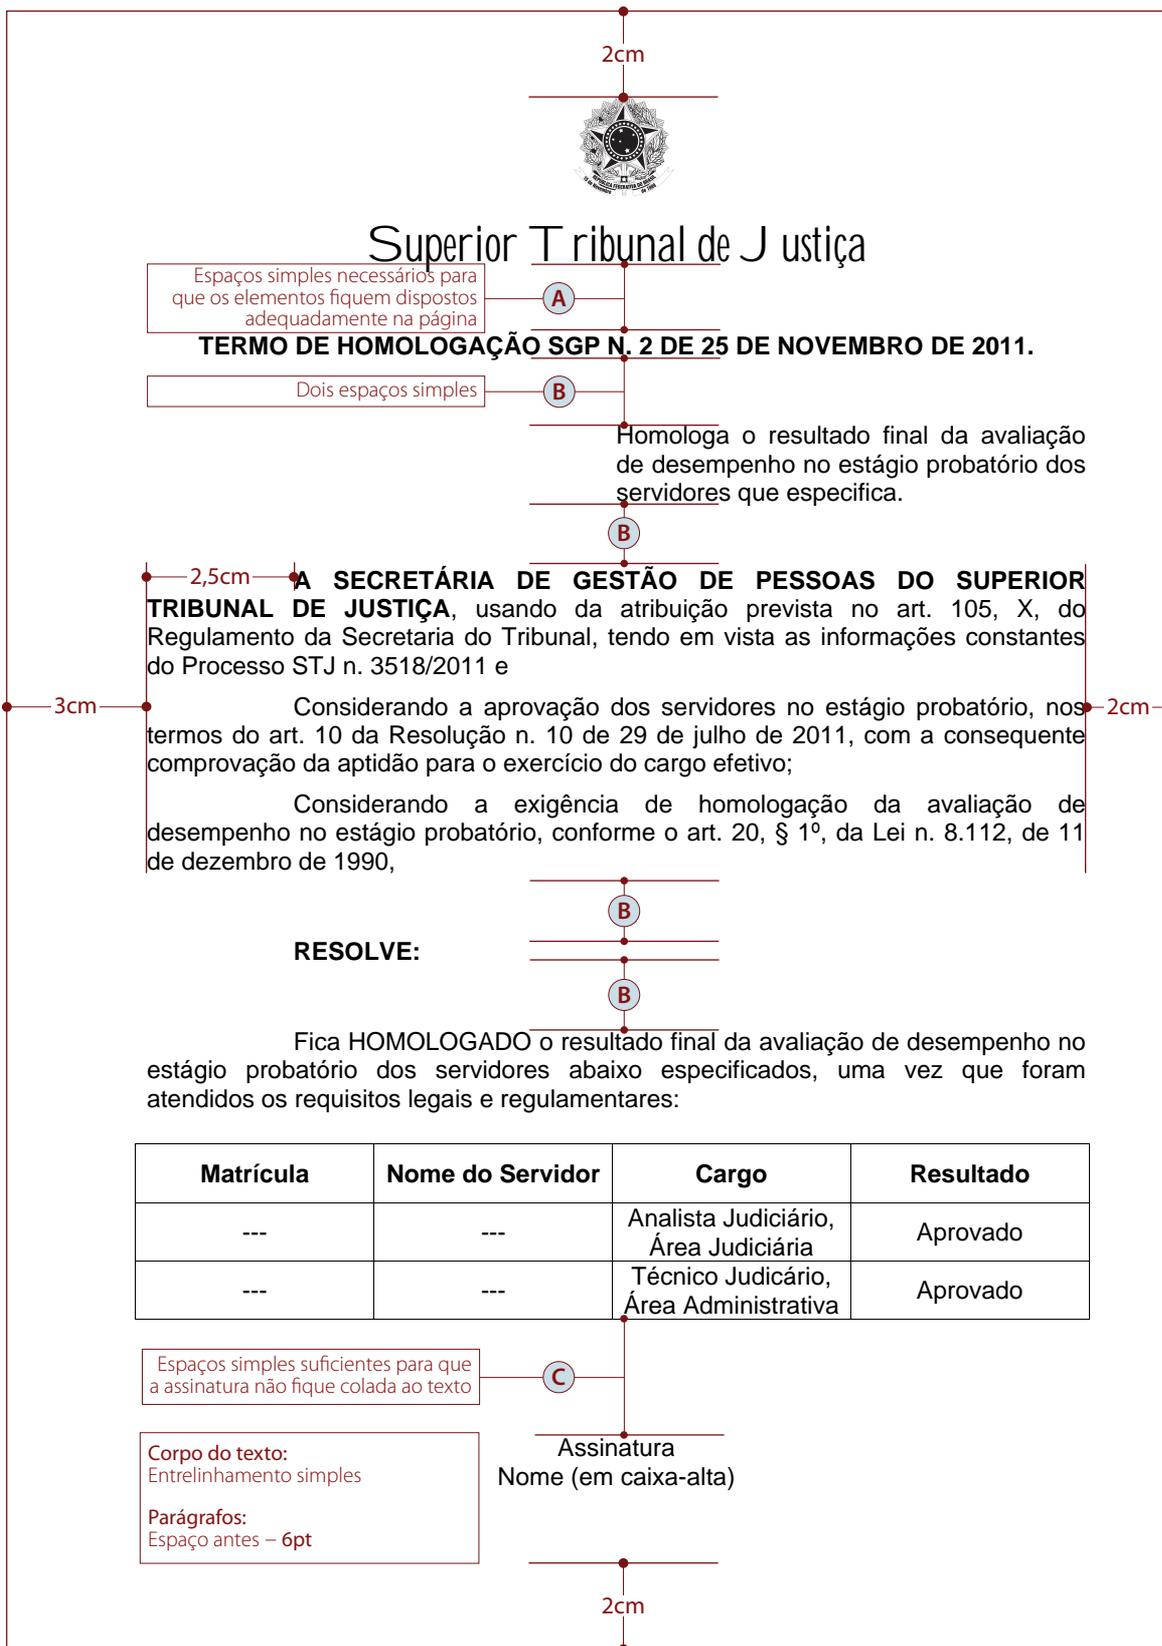 2cm
REPÚBLICA FEDERATIVA DO BRASIL
15 de Novembro de 1889
Superior Tribunal de Justiça
Espaços simples necessários para
que os elementos fiquem dispostos
adequadamente na página
A
TERMO DE HOMOLOGAÇÃO SGP N. 2 DE 25 DE NOVEMBRO DE 2011.
Dois espaços simples
B
Homologa o resultado final da avaliação
de desempenho no estágio probatório dos
servidores que especifica.
B
2,5cm
A SECRETÁRIA DE GESTÃO DE PESSOAS DO SUPERIOR
TRIBUNAL DE JUSTIÇA, usando da atribuição prevista no art. 105, X, do
Regulamento da Secretaria do Tribunal, tendo em vista as informações constantes
do Processo STJ n. 3518/2011 e
3cm
2cm
Considerando a aprovação dos servidores no estágio probatório, nos
termos do art. 10 da Resolução n. 10 de 29 de julho de 2011, com a consequente
comprovação da aptidão para o exercício do cargo efetivo;
Considerando a exigência de homologação da avaliação de
desempenho no estágio probatório, conforme o art. 20, § 1º, da Lei n. 8.112, de 11
de dezembro de 1990,
B
RESOLVE:
B
Fica HOMOLOGADO o resultado final da avaliação de desempenho no
estágio probatório dos servidores abaixo especificados, uma vez que foram
atendidos os requisitos legais e regulamentares:
Matrícula Nome do Servidor Cargo Resultado
--- --- Analista Judiciário, Aprovado
Área Judiciária
--- --- Técnico Judicário, Aprovado
Área Administrativa
Espaços simples suficientes para que
a assinatura não fique colada ao texto
C
Assinatura
Nome (em caixa-alta)
Corpo do texto:
Entrelinhamento simples
Parágrafos:
Espaço antes – 6pt
2cm